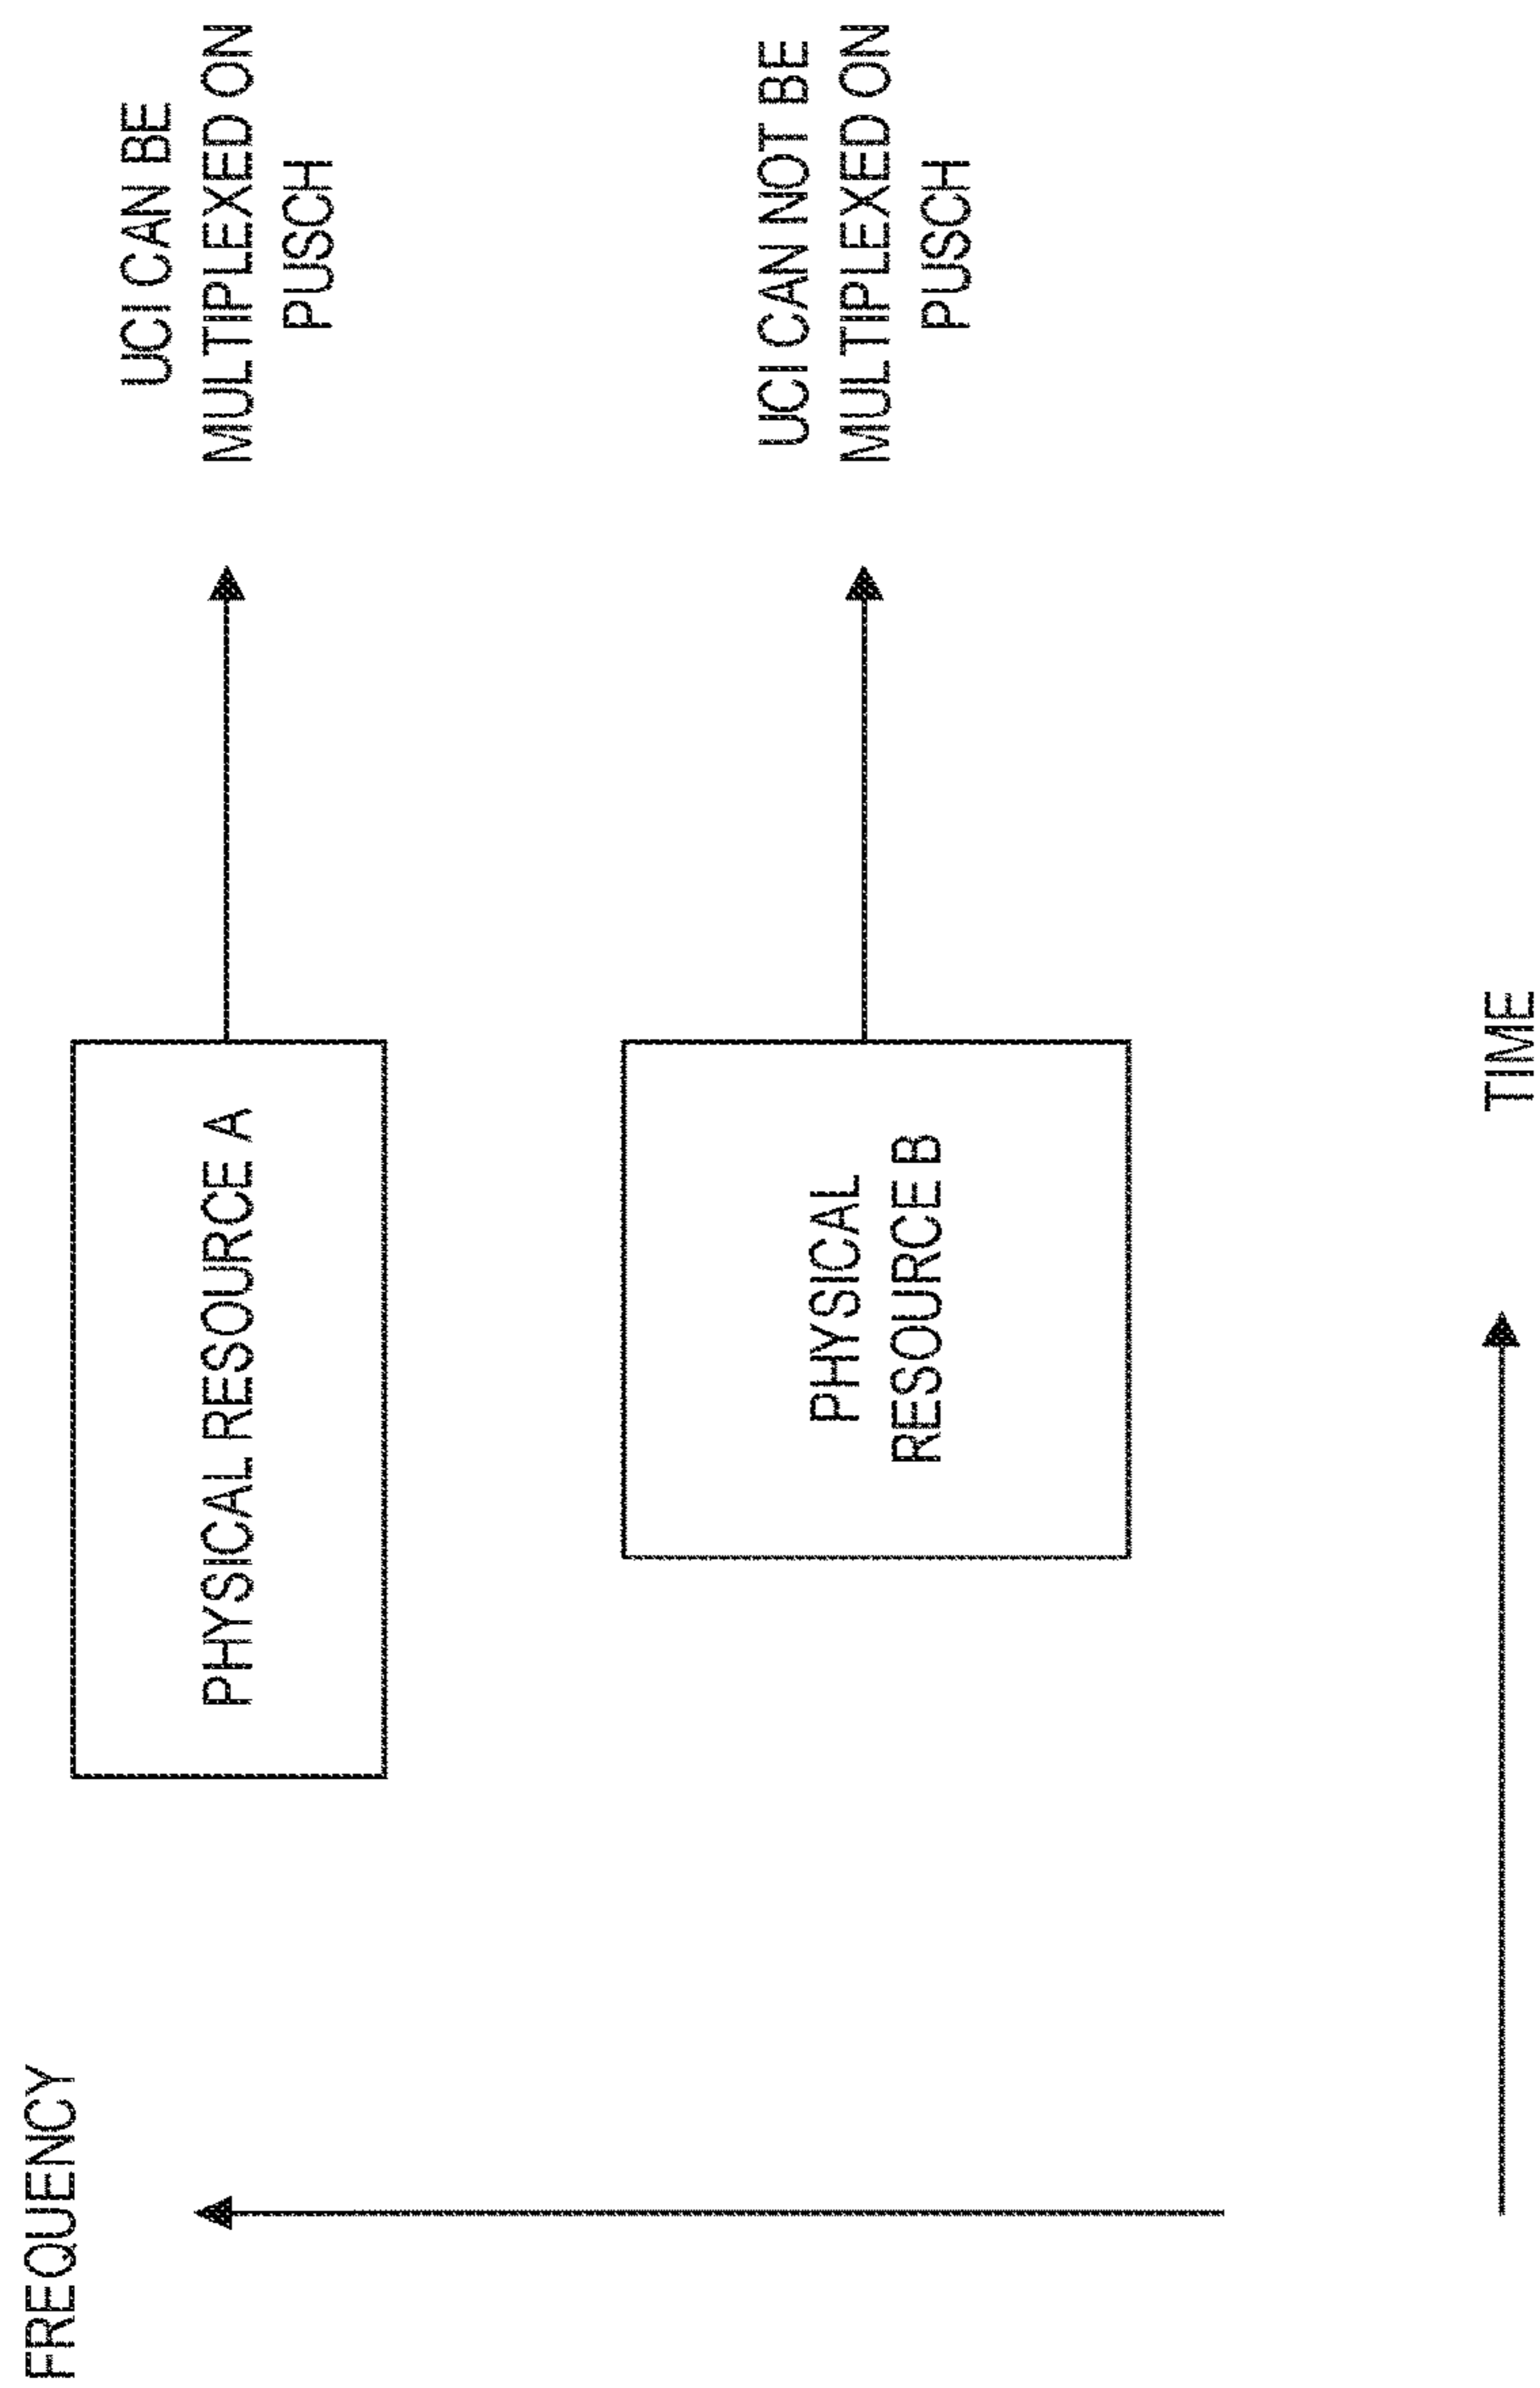 FREQUENCY
PHYSICAL RESOURCE A
UCI CAN BE
MULTIPLEXED ON
PUSCH
PHYSICAL
RESOURCE B
UCI CAN NOT BE
MULTIPLEXED ON
PUSCH
TIME